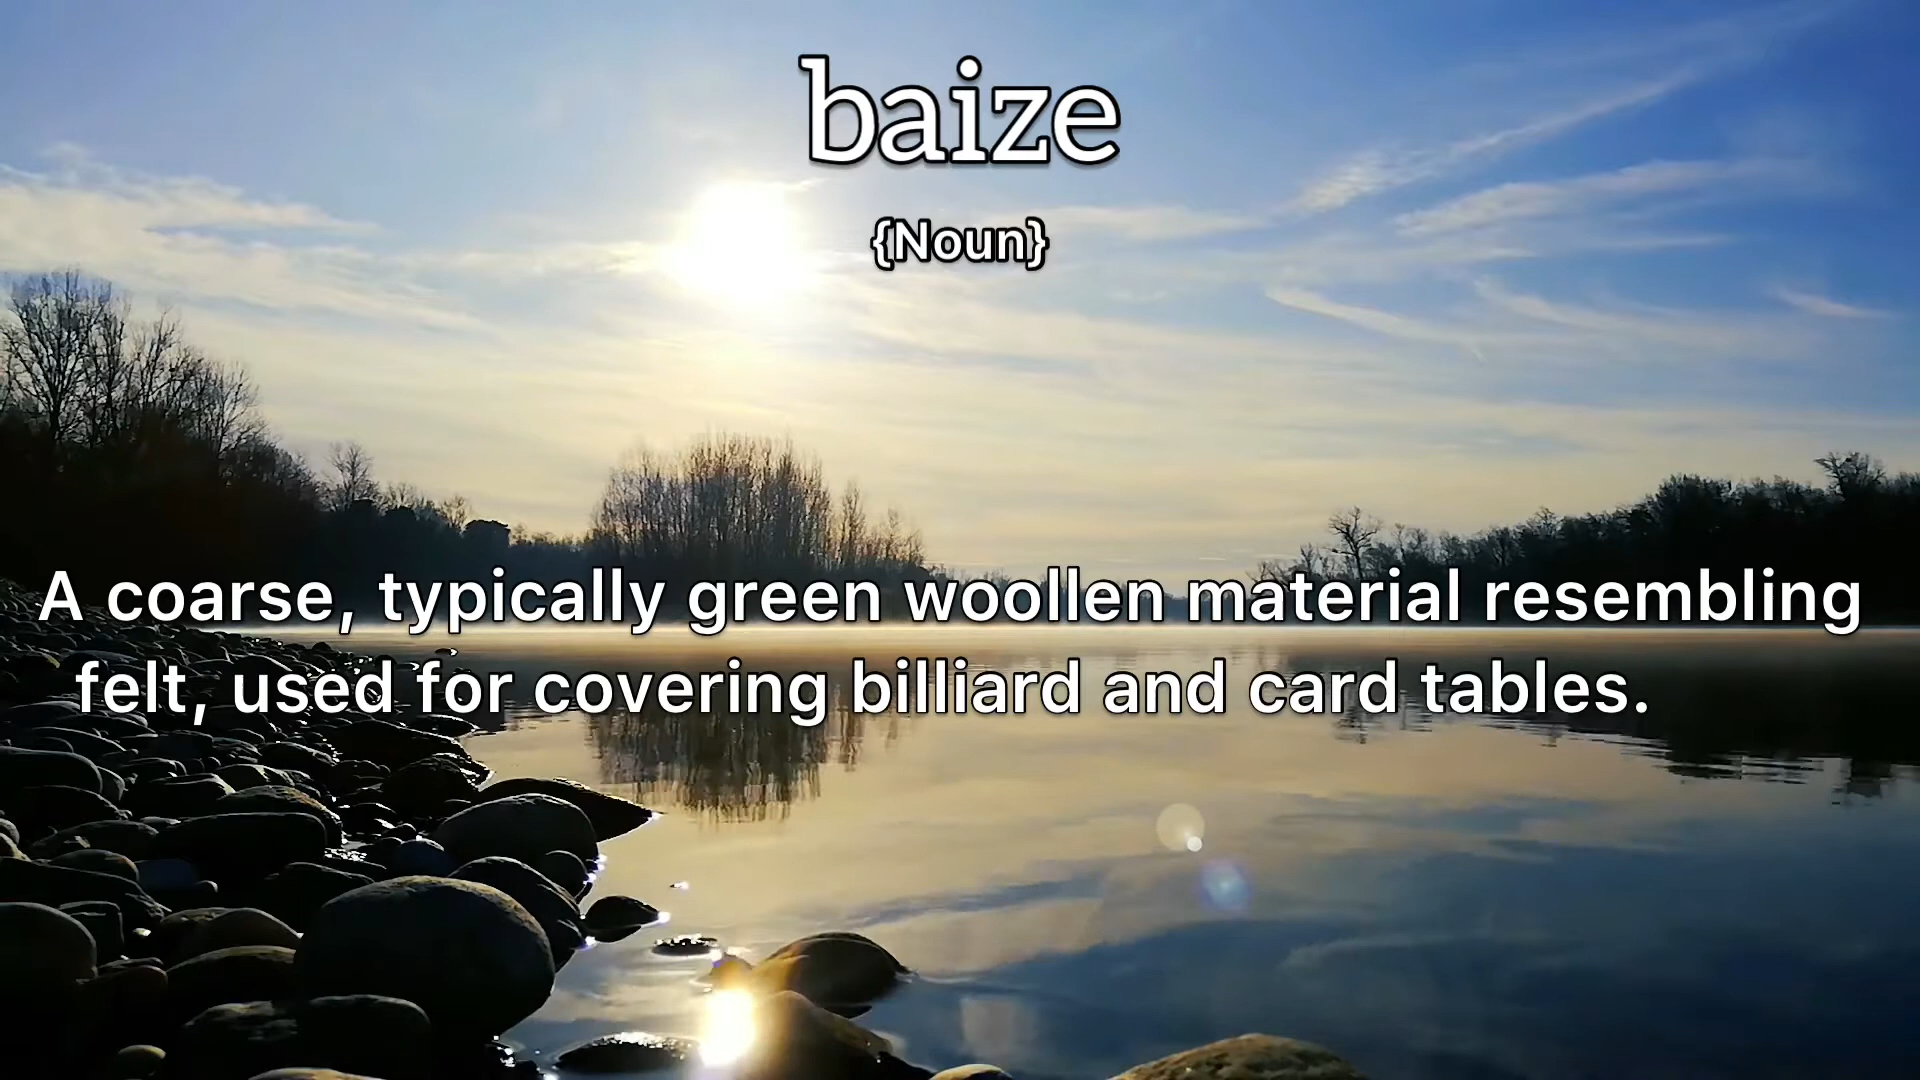 baize
{Noun}
A coarse, typically green woollen material resembling
felt, used for covering billiard and card tables.